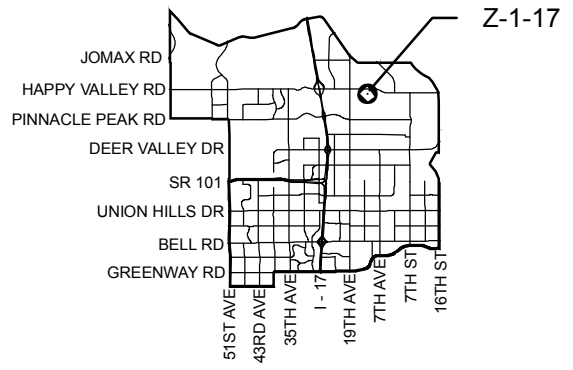 Z-1-17
JOMAX RD
HAPPY VALLEY RD
PINNACLE PEAK RD
DEER VALLEY DR
SR 101
UNION HILLS DR
BELL RD
GREENWAY RD
51ST AVE
43RD AVE
35TH AVE
I - 17
19TH AVE
7TH AVE
7TH ST
16TH ST